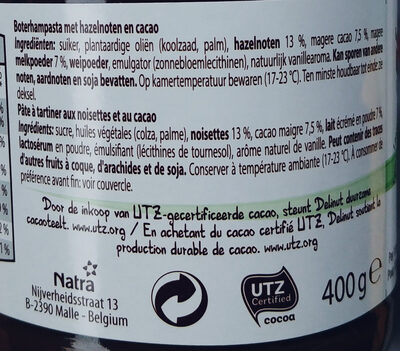 Boterhampasta met hazelnoten en cacao
Ingrediënten: suiker, plantaardige oliën (koolzaad, palm), hazelnoten 13 %, magere cacao 7,5 %, magere
melkpoeder 7 %, weipoeder, emulgator (zonnebloemlecithinen), natuurlijk vanillearoma. Kan sporen van andere
noten, aardnoten en soja bevatten. Op kamertemperatuur bewaren (17-23 °C). Ten minste houdbaar tot einde: zie
deksel.
Pâte à tartiner aux noisettes et au cacao
Ingrédients: sucre, huiles végétales (colza, palme), noisettes 13 %, cacao maigre 7,5 %, lait écrémé en poudre 7%,
lactosérum en poudre, émulsifiant (lécithines de tournesol), arôme naturel de vanille. Peut contenir des traces
d'autres fruits à coque, d'arachides et de soja. Conserver à température ambiante (17-23 °C). À consommer de
préférence avant fin: voir couvercle.
Door de inkoop van UTZ-gecertificeerde cacao, steunt Delinut duurzame
cacaoteelt. www.utz.org / En achetant du cacao certifié UTZ, Delinut soutient la
production durable de cacao. www.utz.org
Natra
Nijverheidsstraat 13
B-2390 Malle - Belgium
UTZ
Certified
cacao
400 g e